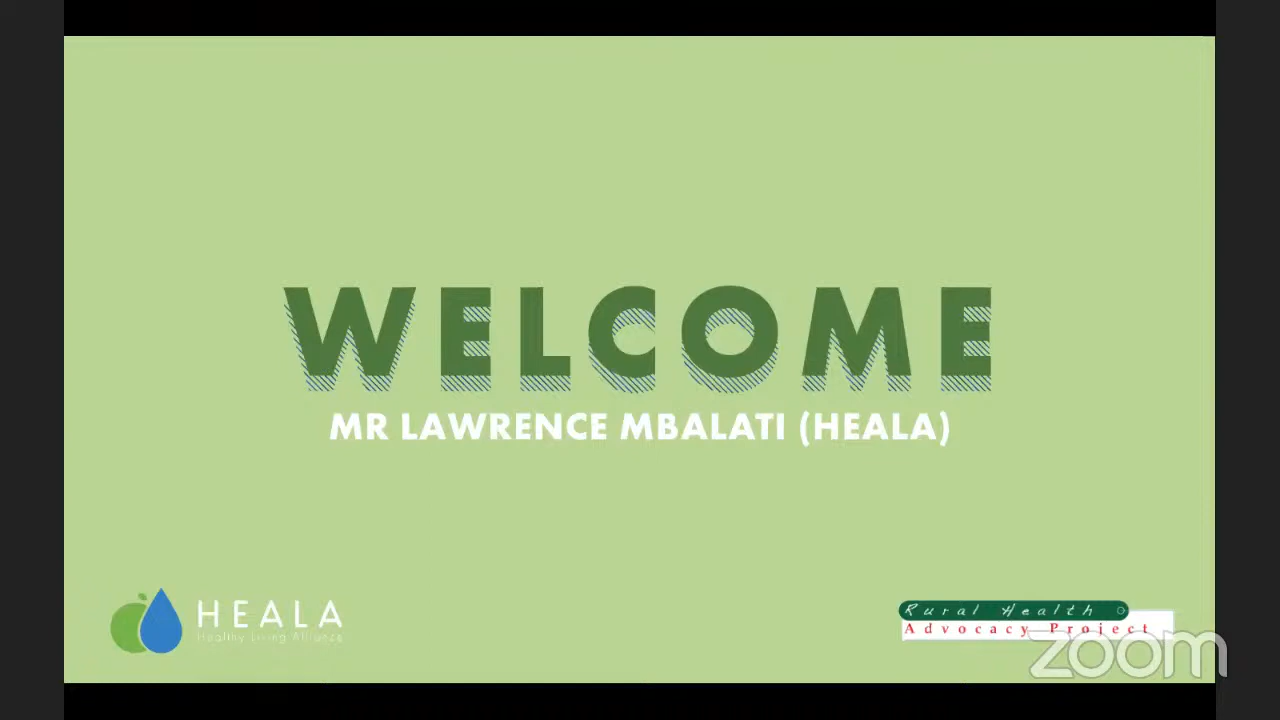 WELCOME
MR LAWRENCE MBALATI (HEALA)
HEALA
Healthy Living Alliance
Rural Health
Advocacy Project
zoom